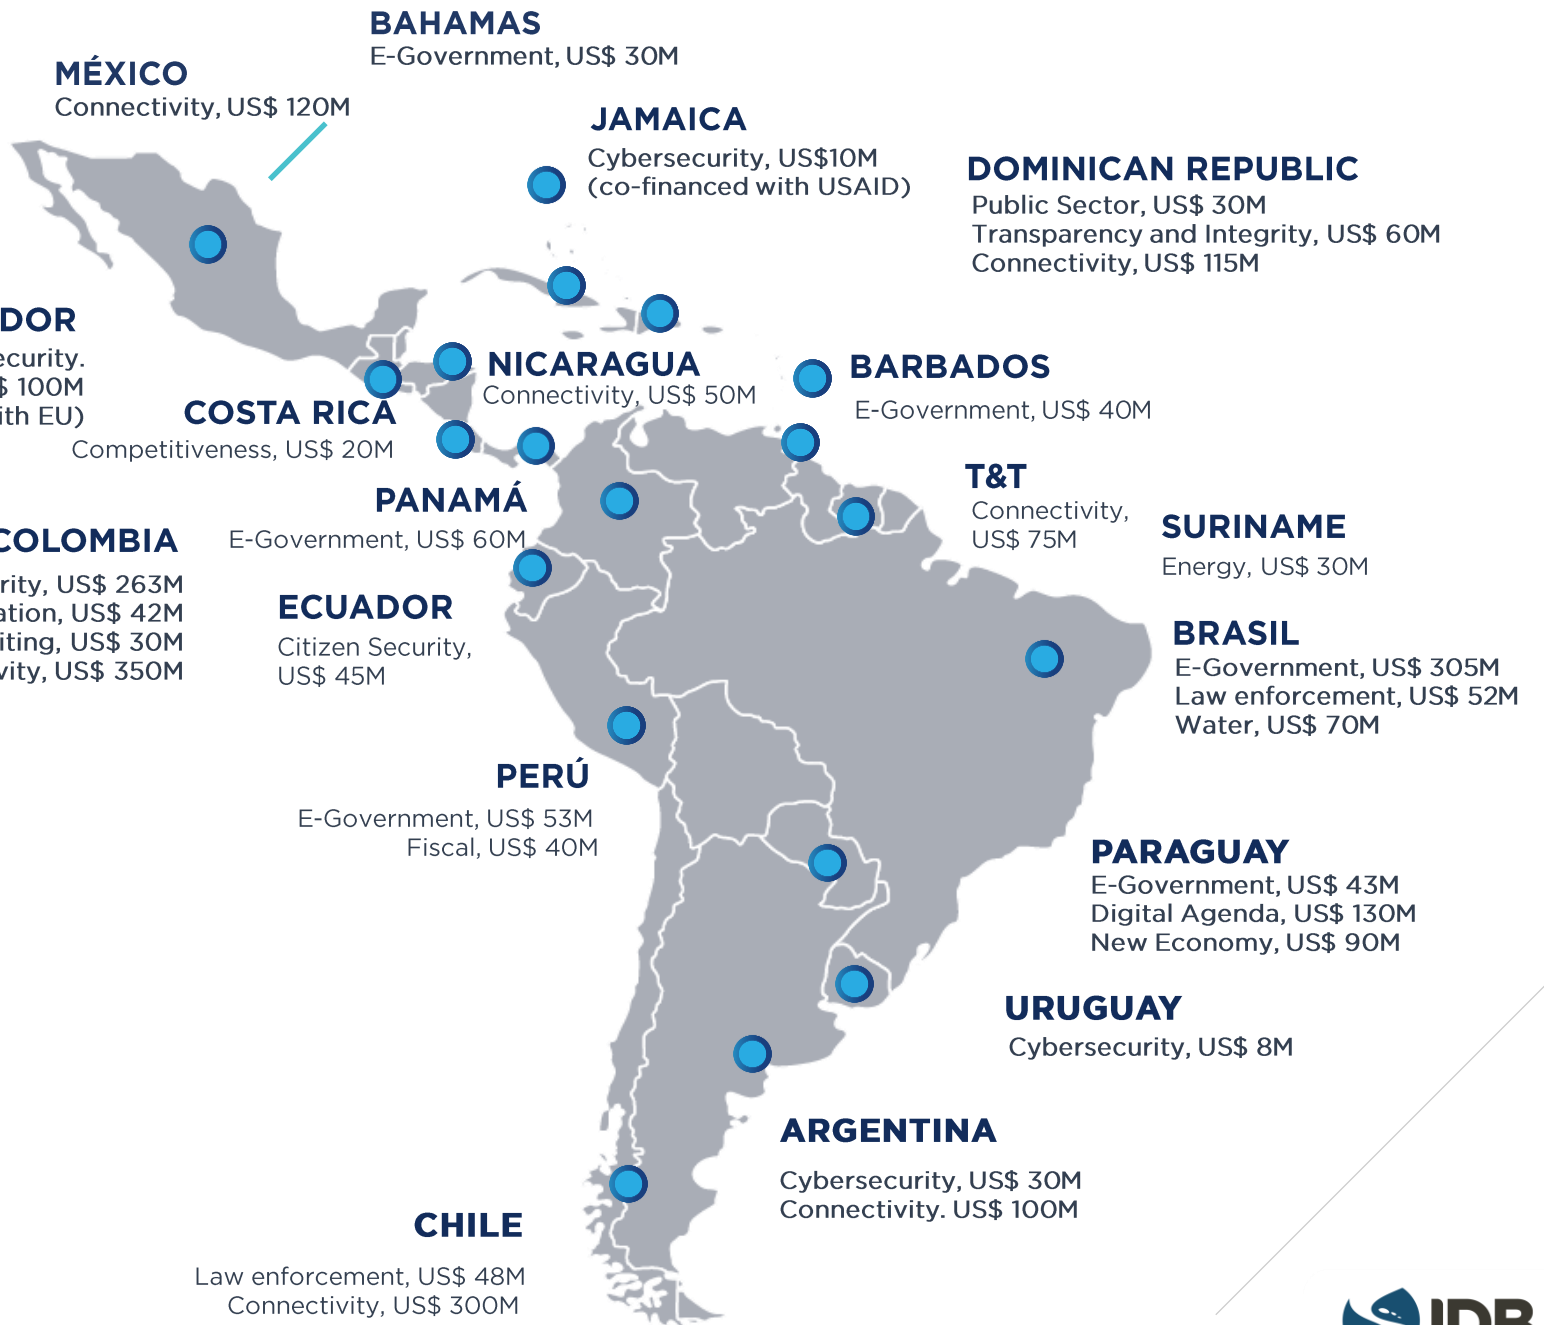 BAHAMAS
E-Government, US$ 30M
MÉXICO
Connectivity, US$ 120M
JAMAICA
Cybersecurity, US$10M
(co-financed with USAID)
DOMINICAN REPUBLIC
Public Sector, US$ 30M
Transparency and Integrity, US$ 60M
Connectivity, US$ 115M
DOR
ecurity.
$ 100M
ith EU)
NICARAGUA
Connectivity, US$ 50M
BARBADOS
E-Government, US$ 40M
COSTA RICA
Competitiveness, US$ 20M
T&T
Connectivity,
US$ 75M
PANAMÁ
E-Government, US$ 60M
SURINAME
Energy, US$ 30M
COLOMBIA
rity, US$ 263M
ation, US$ 42M
iting, US$ 30M
vity, US$ 350M
ECUADOR
Citizen Security,
US$ 45M
BRASIL
E-Government, US$ 305M
Law enforcement, US$ 52M
Water, US$ 70M
PERÚ
E-Government, US$ 53M
Fiscal, US$ 40M
PARAGUAY
E-Government, US$ 43M
Digital Agenda, US$ 130M
New Economy, US$ 90M
URUGUAY
Cybersecurity, US$ 8M
ARGENTINA
Cybersecurity, US$ 30M
Connectivity. US$ 100M
CHILE
Law enforcement, US$ 48M
Connectivity, US$ 300M
IDB